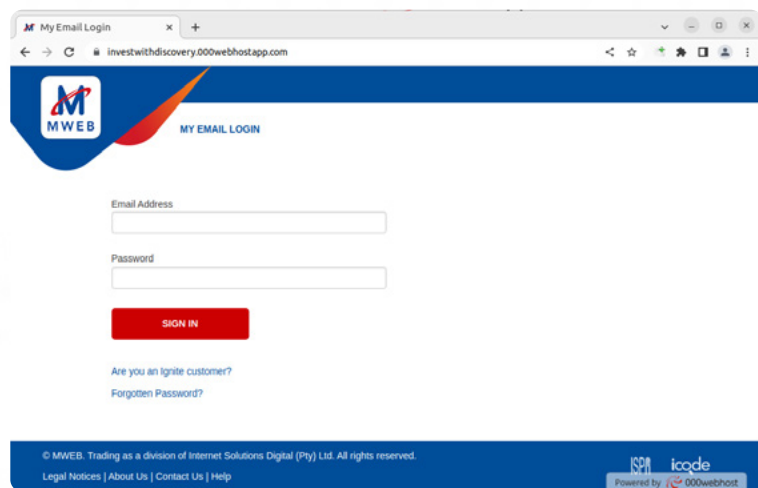 My Email Login
investwithdiscovery.000webhostapp.com
MWEB
MY EMAIL LOGIN
Email Address
Password
SIGN IN
Are you an Ignite customer?
Forgotten Password?
© MWEB. Trading as a division of Internet Solutions Digital (Pty) Ltd. All rights reserved.
Legal Notices | About Us | Contact Us | Help
ISPA icode
Powered by 000webhost